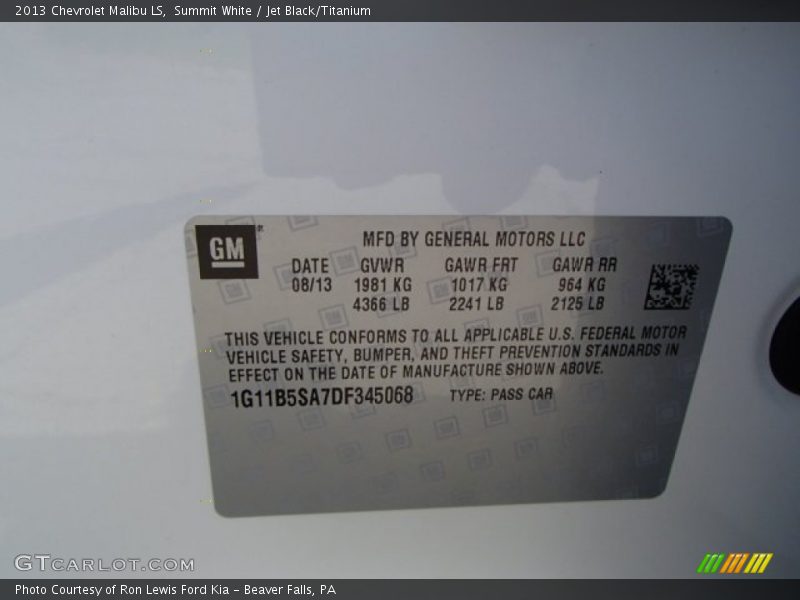 2013 Chevrolet Malibu LS, Summit White / Jet Black/Titanium
GM
MFD BY GENERAL MOTORS LLC
DATE GVWR GAWR FRT GAWR RR
08/13 1981 KG 1017 KG 964 KG
4366 LB 2241 LB 2125 LB
THIS VEHICLE CONFORMS TO ALL APPLICABLE U.S. FEDERAL MOTOR
VEHICLE SAFETY, BUMPER, AND THEFT PREVENTION STANDARDS IN
EFFECT ON THE DATE OF MANUFACTURE SHOWN ABOVE.
1G11B5SA7DF345068 TYPE: PASS CAR
GTCARLOT.COM
Photo Courtesy of Ron Lewis Ford Kia - Beaver Falls, PA